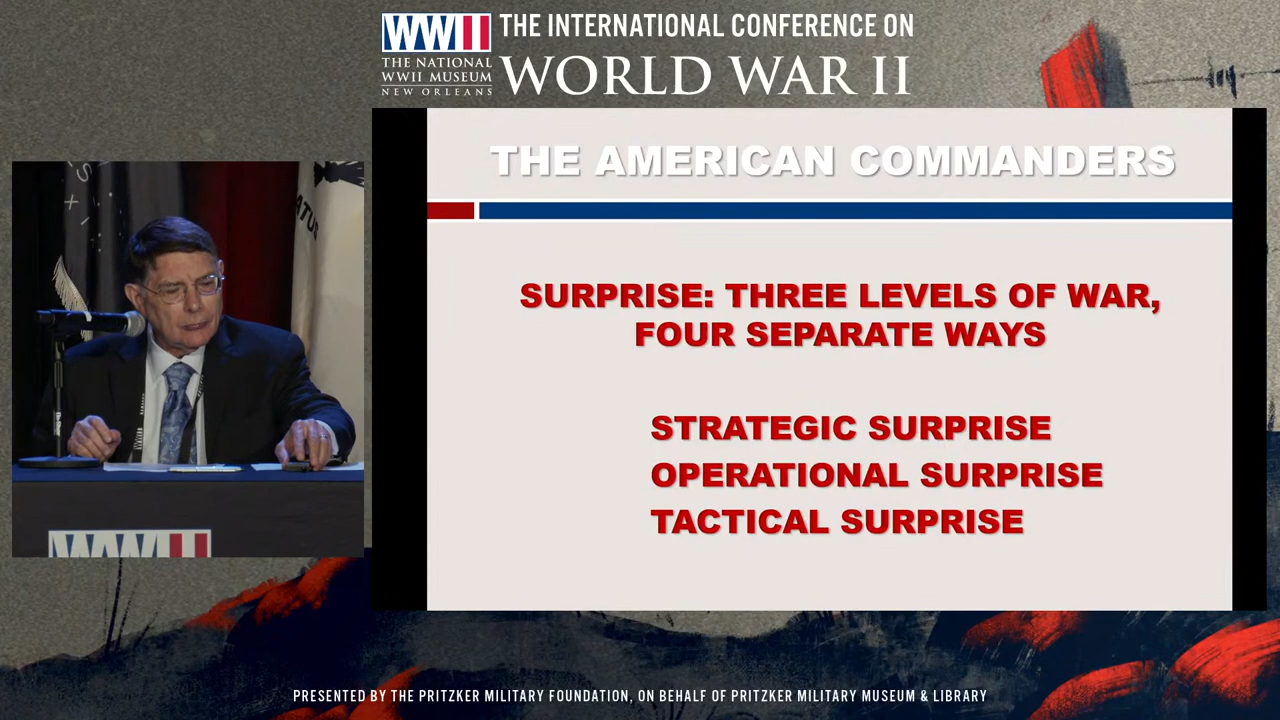 WWII
THE NATIONAL
WWII MUSEUM
NEW ORLEANS
THE INTERNATIONAL CONFERENCE ON
WORLD WAR II
THE AMERICAN COMMANDERS
SURPRISE: THREE LEVELS OF WAR,
FOUR SEPARATE WAYS
STRATEGIC SURPRISE
OPERATIONAL SURPRISE
TACTICAL SURPRISE
WWII
PRESENTED BY THE PRITZKER MILITARY FOUNDATION, ON BEHALF OF PRITZKER MILITARY MUSEUM & LIBRARY